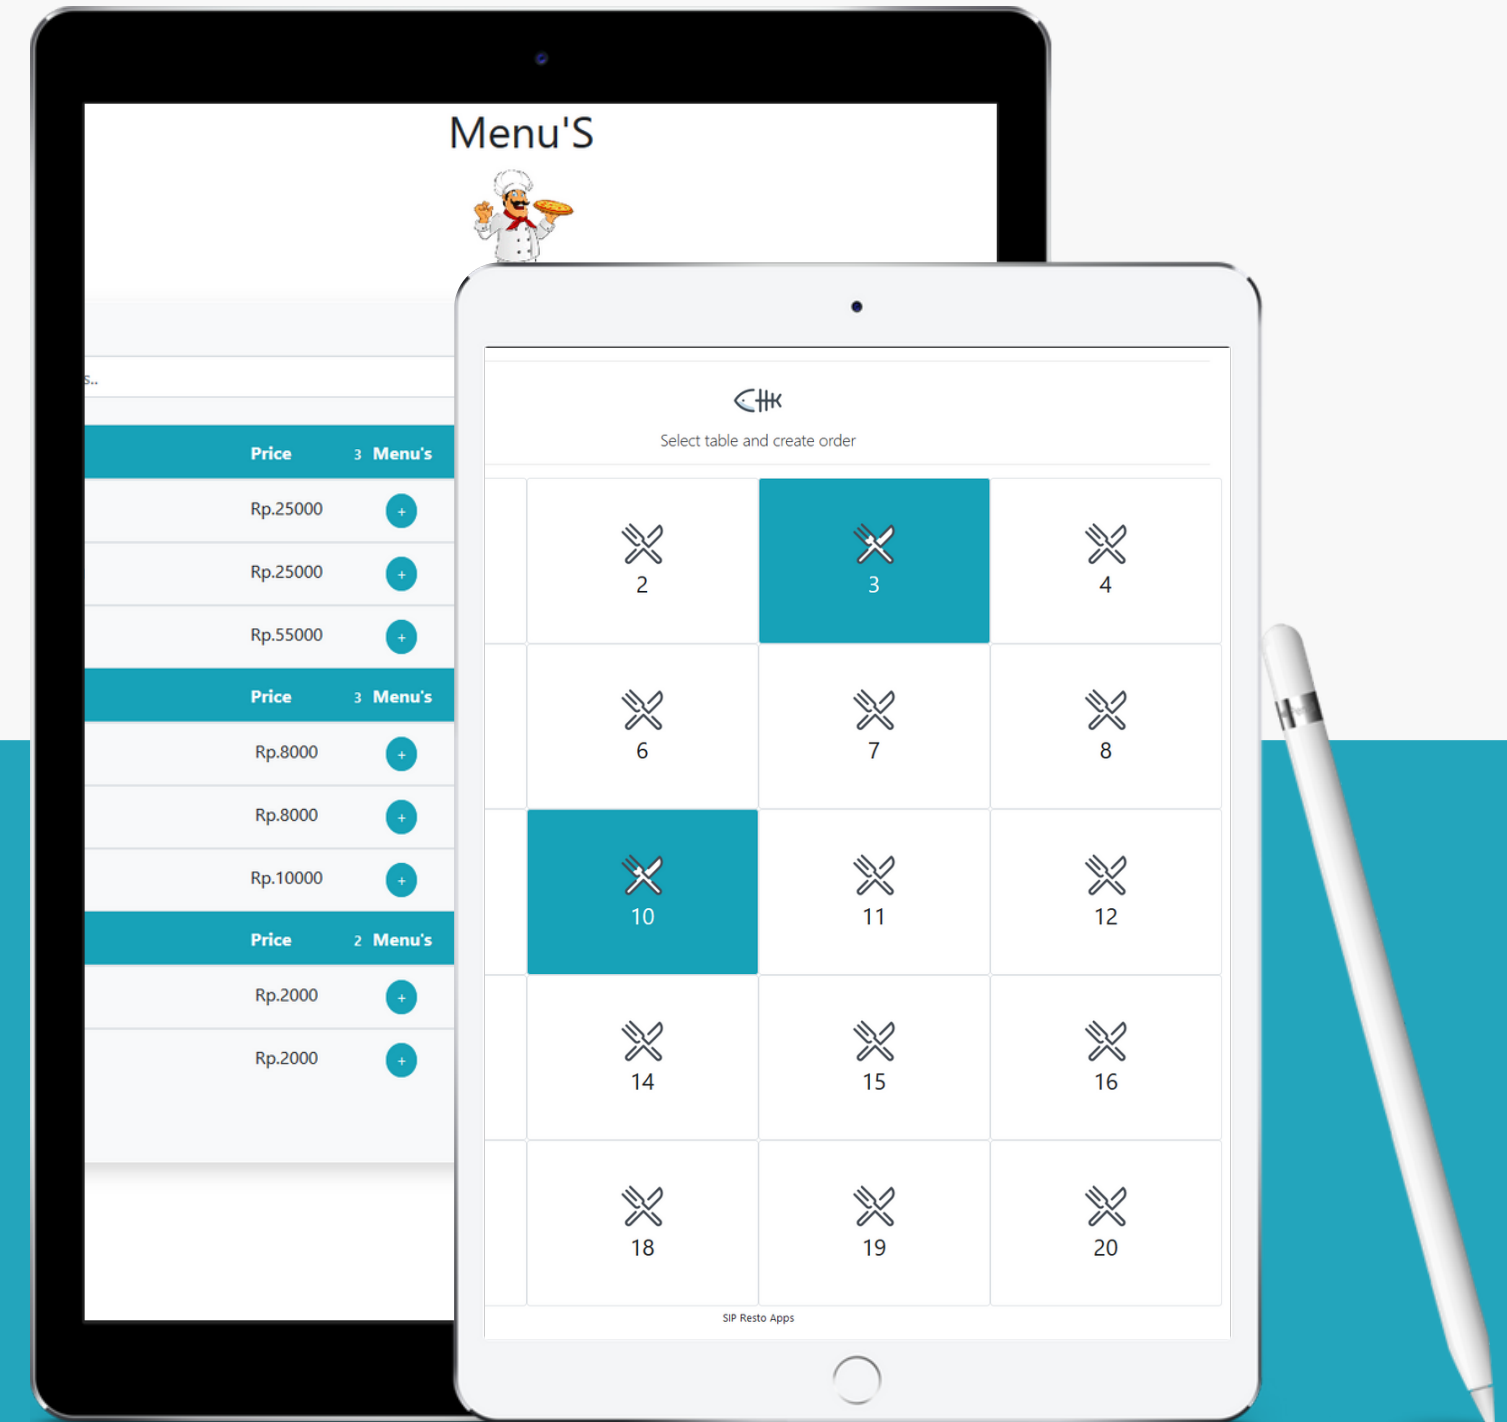 Menu'S
s..
Price 3 Menu's
Rp.25000 +
Rp.25000 +
Rp.55000 +
Price 3 Menu's
Rp.8000 +
Rp.8000 +
Rp.10000 +
Price 2 Menu's
Rp.2000 +
Rp.2000 +
Select table and create order
2 3 4
6 7 8
10 11 12
14 15 16
18 19 20
SIP Resto Apps